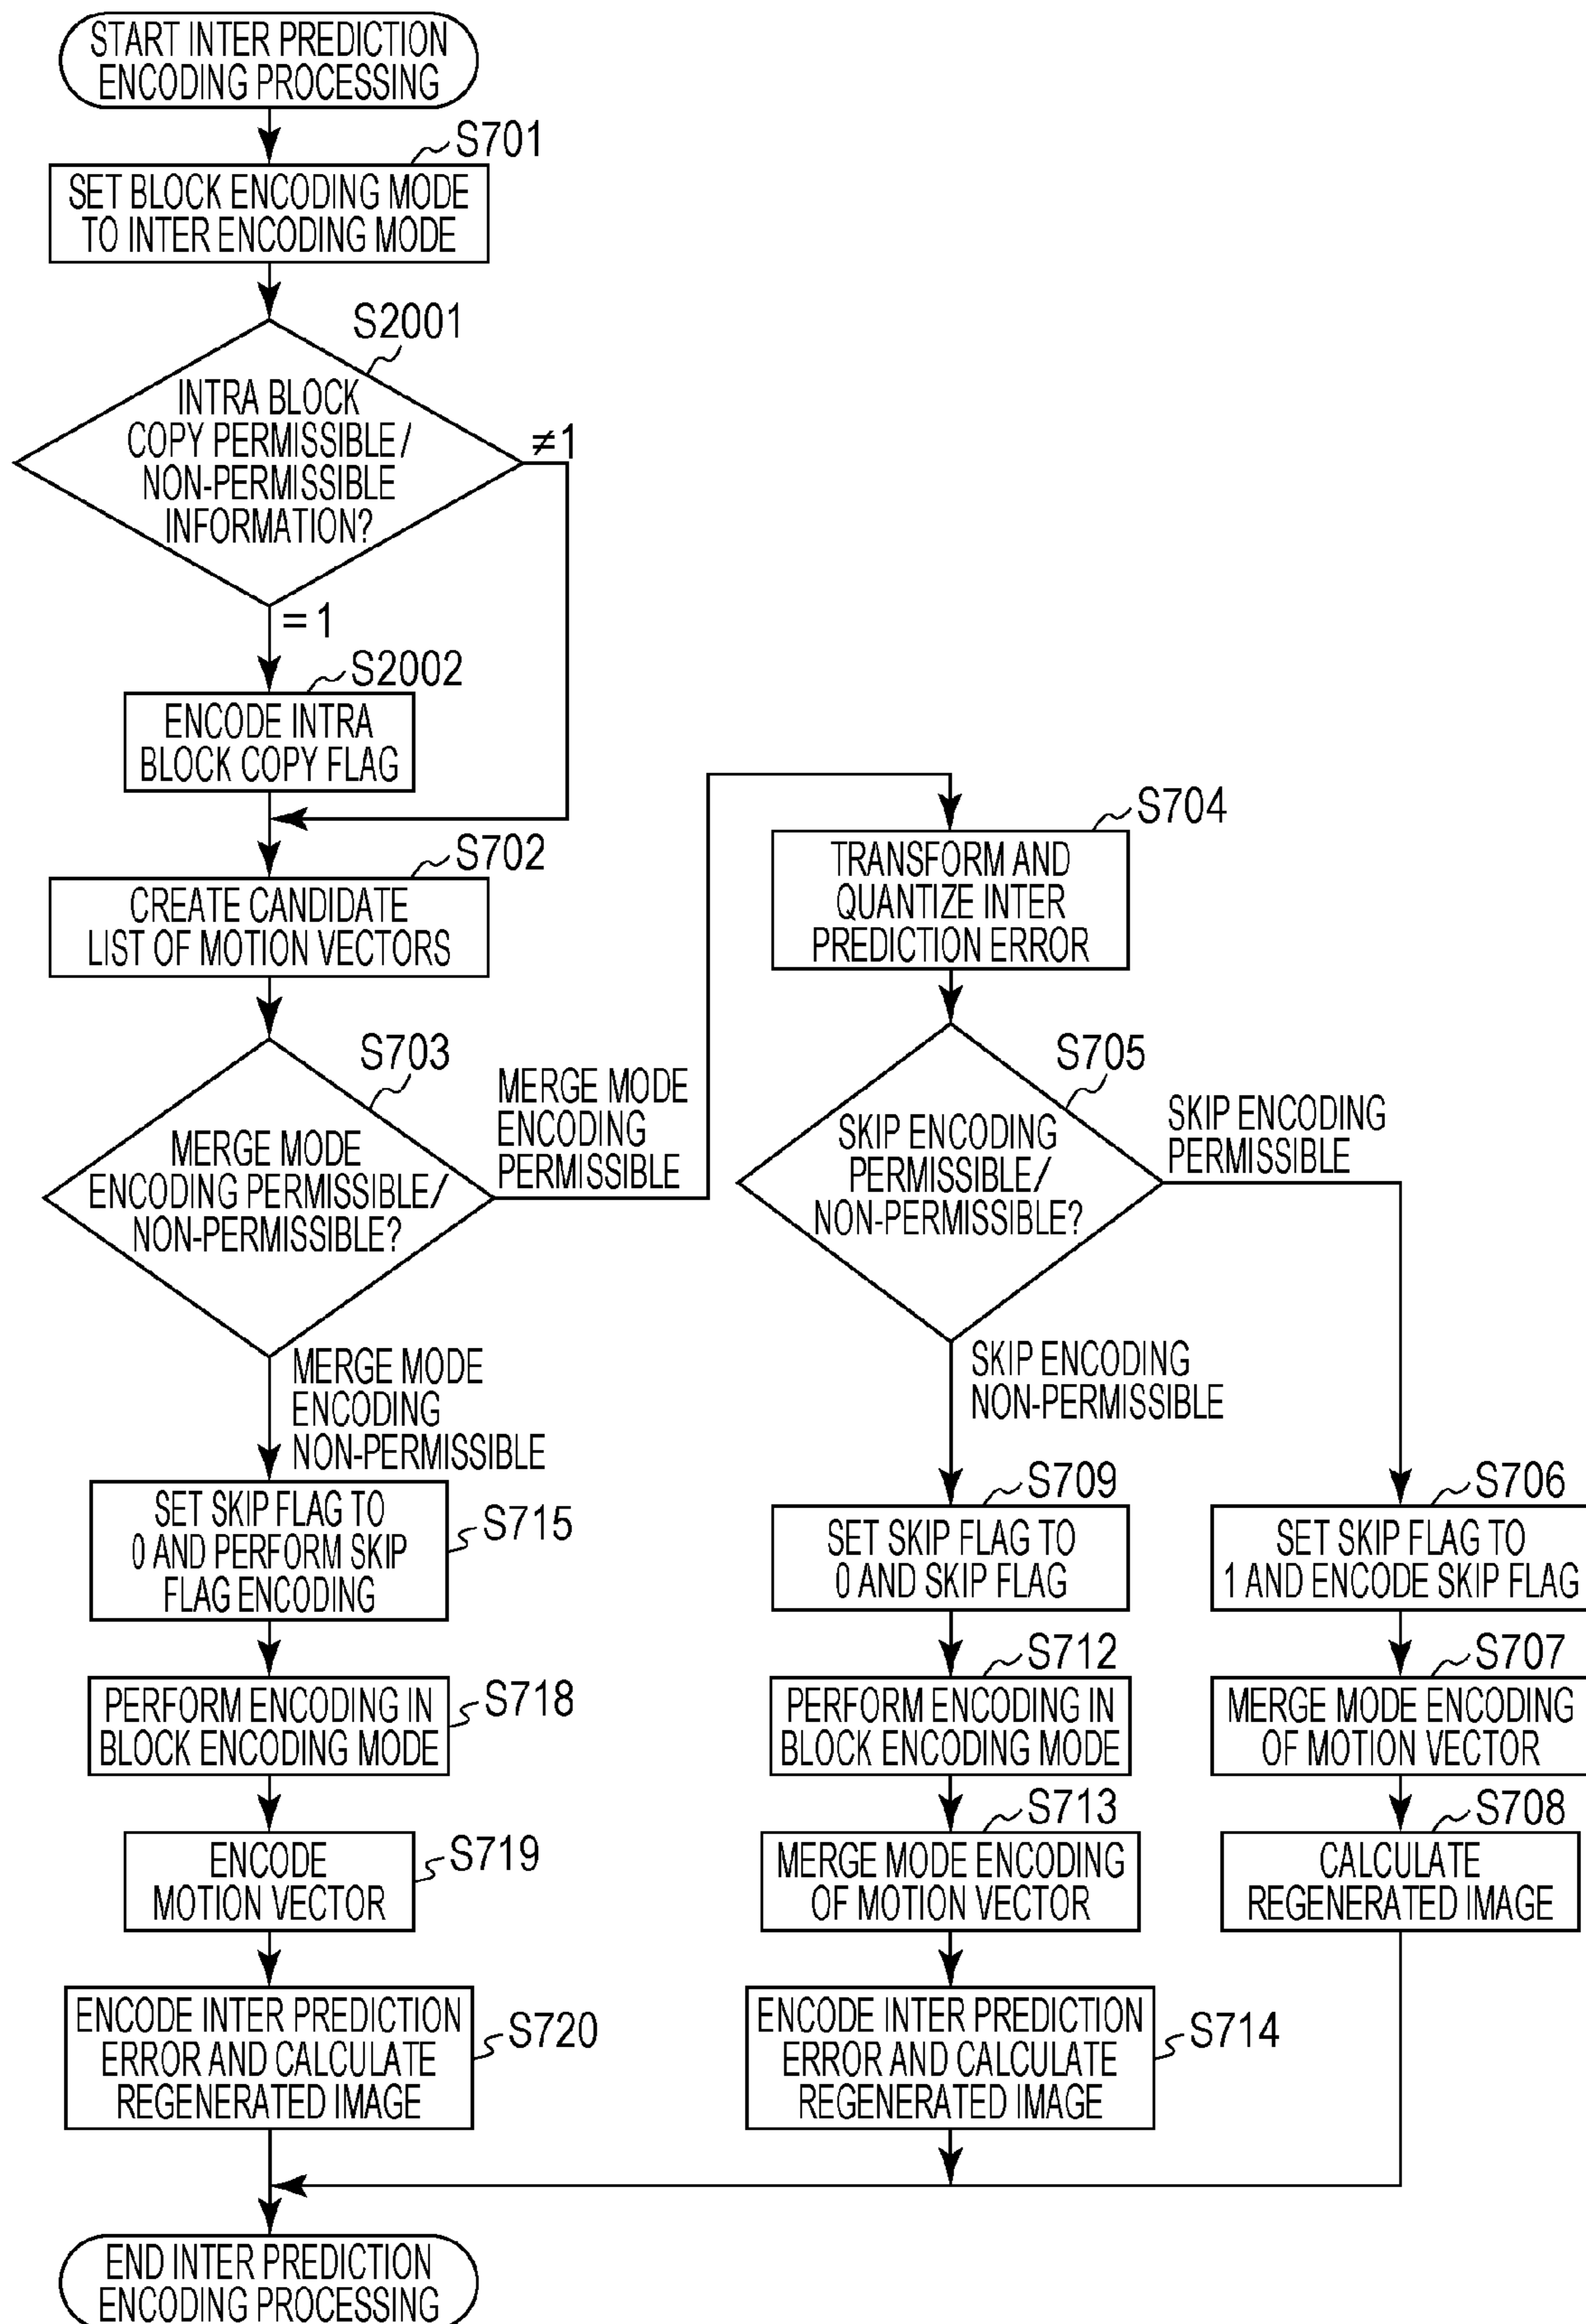 START INTER PREDICTION
ENCODING PROCESSING
S701
SET BLOCK ENCODING MODE
TO INTER ENCODING MODE
S2001
INTRA BLOCK
COPY PERMISSIBLE/
NON-PERMISSIBLE
INFORMATION?
≠1
=1
S2002
ENCODE INTRA
BLOCK COPY FLAG
S702
CREATE CANDIDATE
LIST OF MOTION VECTORS
S703
MERGE MODE
ENCODING PERMISSIBLE/
NON-PERMISSIBLE?
MERGE MODE
ENCODING
PERMISSIBLE
MERGE MODE
ENCODING
NON-PERMISSIBLE
SET SKIP FLAG TO
0 AND PERFORM SKIP
FLAG ENCODING
S715
PERFORM ENCODING IN
BLOCK ENCODING MODE
S718
ENCODE
MOTION VECTOR
S719
ENCODE INTER PREDICTION
ERROR AND CALCULATE
REGENERATED IMAGE
S720
S704
TRANSFORM AND
QUANTIZE INTER
PREDICTION ERROR
S705
SKIP ENCODING
PERMISSIBLE/
NON-PERMISSIBLE?
SKIP ENCODING
PERMISSIBLE
SKIP ENCODING
NON-PERMISSIBLE
S709
SET SKIP FLAG TO
0 AND SKIP FLAG
S712
PERFORM ENCODING IN
BLOCK ENCODING MODE
S713
MERGE MODE ENCODING
OF MOTION VECTOR
ENCODE INTER PREDICTION
ERROR AND CALCULATE
REGENERATED IMAGE
S714
S706
SET SKIP FLAG TO
1 AND ENCODE SKIP FLAG
S707
MERGE MODE ENCODING
OF MOTION VECTOR
S708
CALCULATE
REGENERATED IMAGE
END INTER PREDICTION
ENCODING PROCESSING